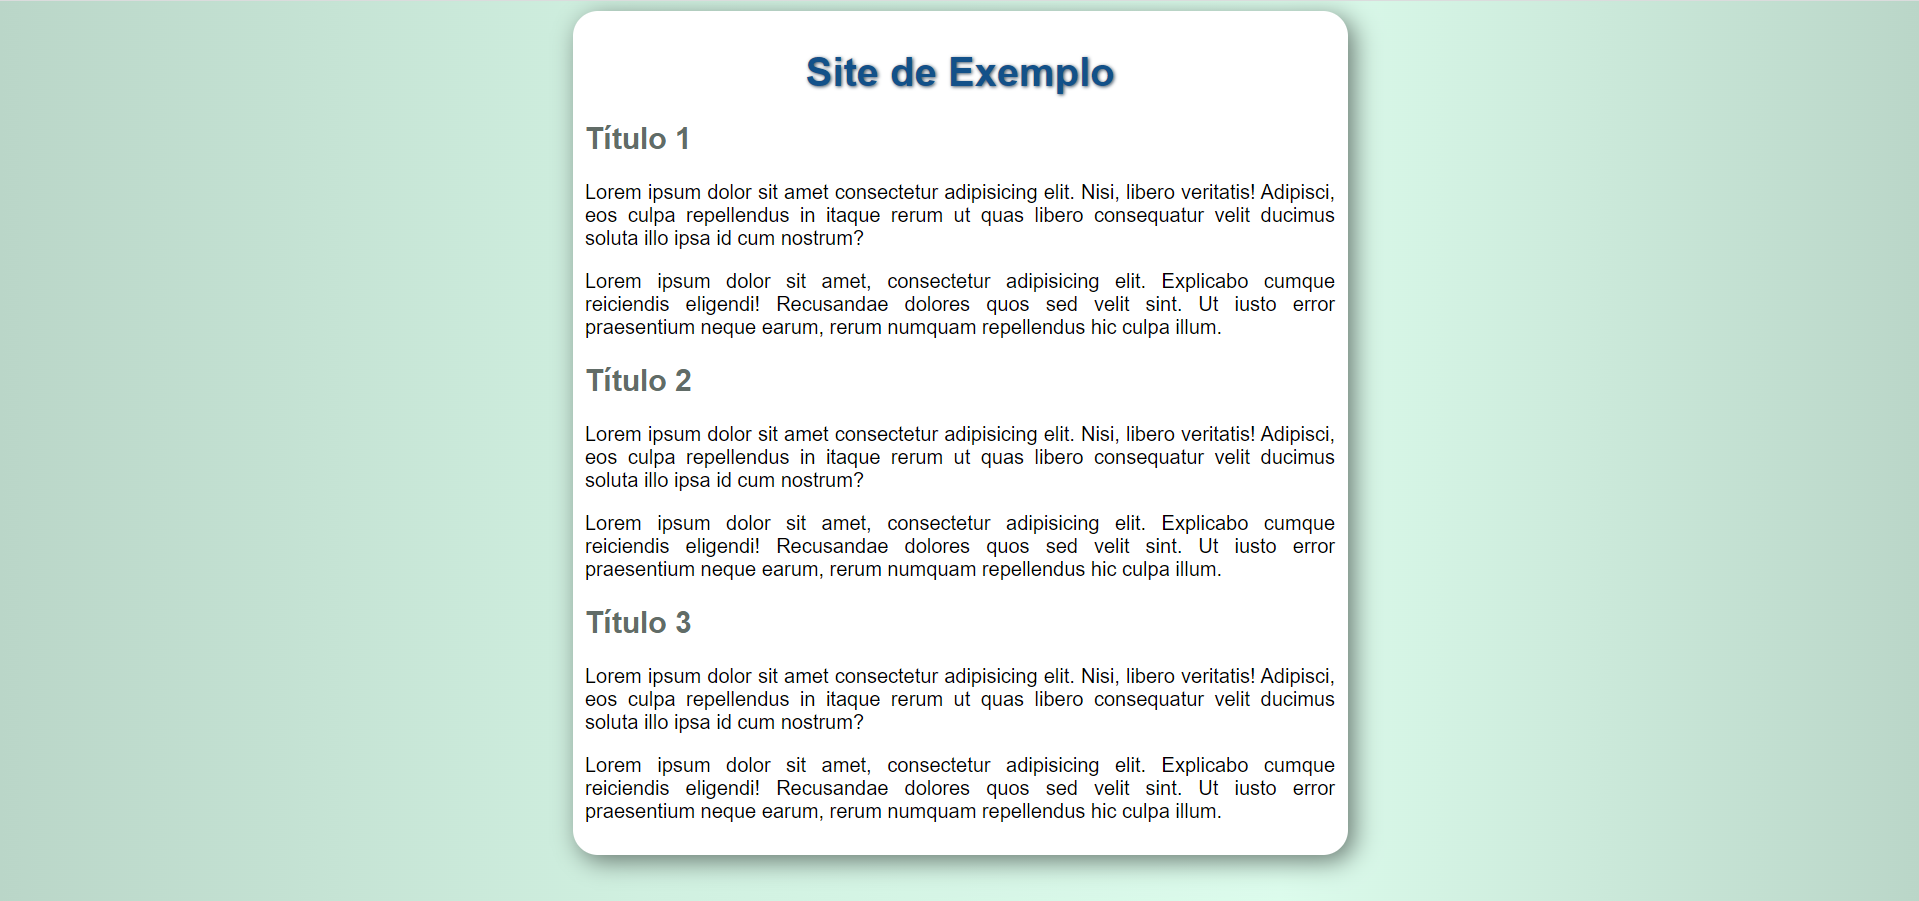 Site de Exemplo
Título 1
Lorem ipsum dolor sit amet consectetur adipisicing elit. Nisi, libero veritatis! Adipisci,
eos culpa repellendus in itaque rerum ut quas libero consequatur velit ducimus
soluta illo ipsa id cum nostrum?
Lorem ipsum dolor sit amet, consectetur adipisicing elit. Explicabo cumque
reiciendis eligendi! Recusandae dolores quos sed velit sint. Ut iusto error
praesentium neque earum, rerum numquam repellendus hic culpa illum.
Título 2
Lorem ipsum dolor sit amet consectetur adipisicing elit. Nisi, libero veritatis! Adipisci,
eos culpa repellendus in itaque rerum ut quas libero consequatur velit ducimus
soluta illo ipsa id cum nostrum?
Lorem ipsum dolor sit amet, consectetur adipisicing elit. Explicabo cumque
reiciendis eligendi! Recusandae dolores quos sed velit sint. Ut iusto error
praesentium neque earum, rerum numquam repellendus hic culpa illum.
Título 3
Lorem ipsum dolor sit amet consectetur adipisicing elit. Nisi, libero veritatis! Adipisci,
eos culpa repellendus in itaque rerum ut quas libero consequatur velit ducimus
soluta illo ipsa id cum nostrum?
Lorem ipsum dolor sit amet, consectetur adipisicing elit. Explicabo cumque
reiciendis eligendi! Recusandae dolores quos sed velit sint. Ut iusto error
praesentium neque earum, rerum numquam repellendus hic culpa illum.